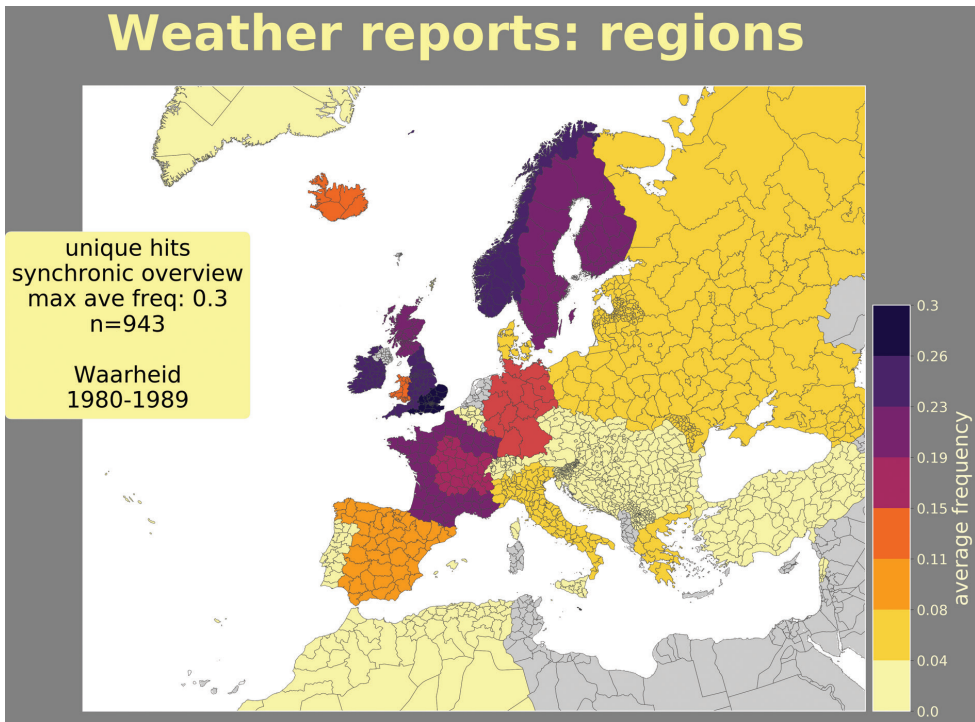 Weather reports: regions
unique hits
synchronic overview
max ave freq: 0.3
n=943
Waarheid
1980-1989
0.3
0.26
0.23
0.19
0.15
0.11
0.08
0.04
0.0
average frequency